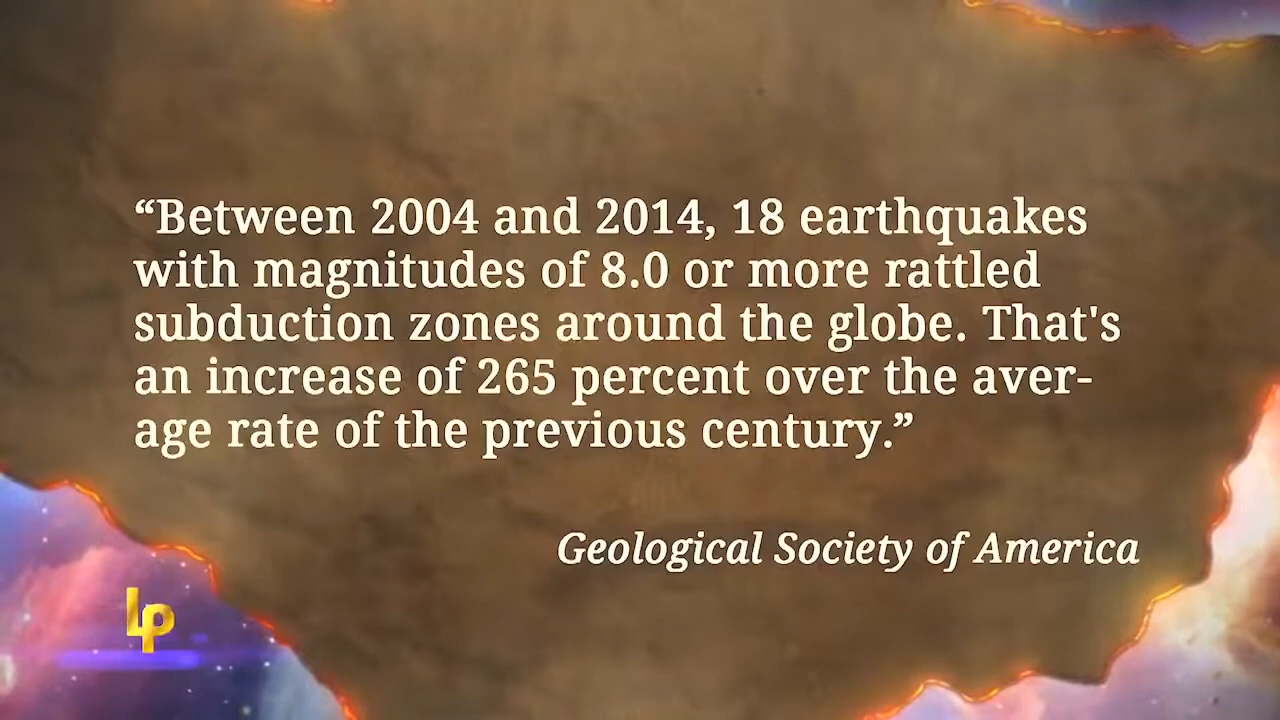 “Between 2004 and 2014, 18 earthquakes
with magnitudes of 8.0 or more rattled
subduction zones around the globe. That's
an increase of 265 percent over the aver-
age rate of the previous century.”
Geological Society of America
LP